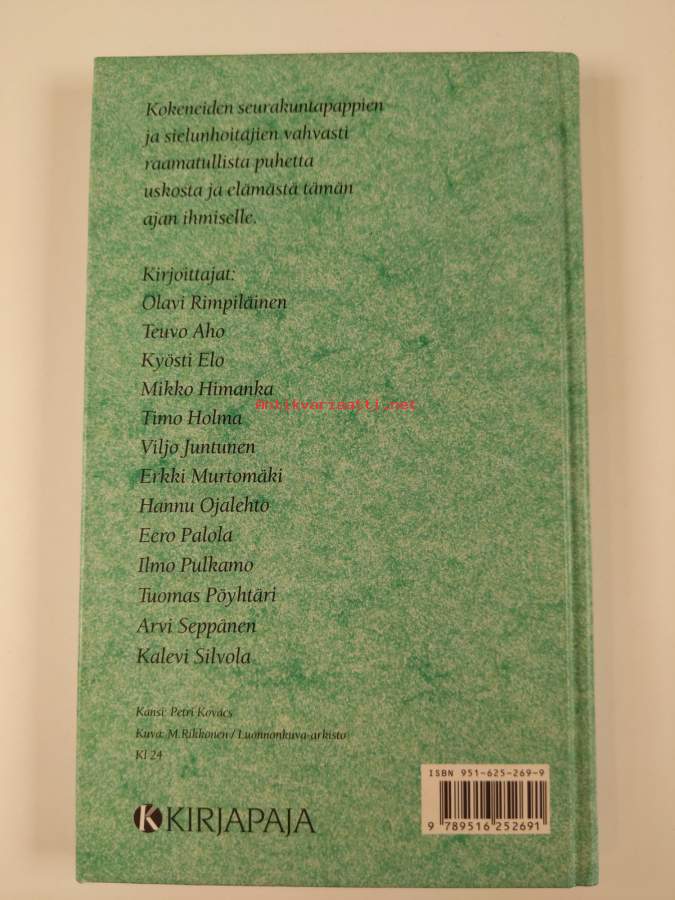 Kokeneiden seurakuntapappien
ja sielunhoitajien vahvasti
raamatullista puhetta
uskosta ja elämästä tämän
ajan ihmiselle.
Kirjoittajat:
Olavi Rimpiläinen
Teuvo Aho
Kyösti Elo
Mikko Himanka
Antikvariaatti.net
Timo Holma
Viljo Juntunen
Erkki Murtomäki
Hannu Ojalehto
Eero Palola
Ilmo Pulkamo
Tuomas Pöyhtäri
Arvi Seppänen
Kalevi Silvola
Kansi: Petri Kovács
Kuva: M.Rikkonen / Luonnonkuva-arkisto
Kl 24
K KIRJAPAJA
ISBN 951-625-269-9
9 789516 252691